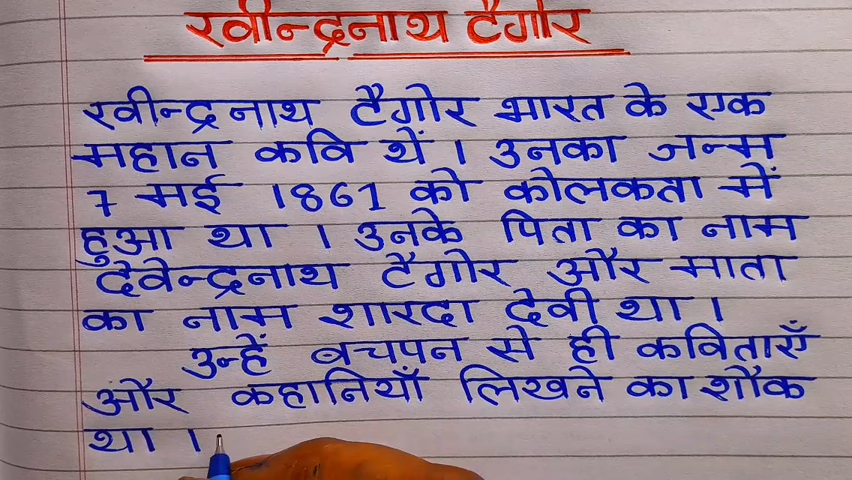 रवीन्द्रनाथ टैगोर
रवीन्द्रनाथ टैगोर भारत के एक
महान कवि थें । उनका जन्म
7 मई 1861 को कोलकता में
हुआ था । उनके पिता का नाम
देवेन्द्रनाथ टैगोर और माता
का नाम शारदा देवी था ।
उन्हें बचपन से ही कविताएँ
और कहानियाँ लिखने का शौक
था ।